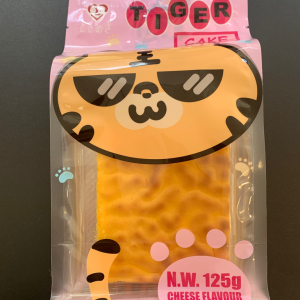 TIGER
CAKE
N.W. 125g
CHEESE FLAVOUR